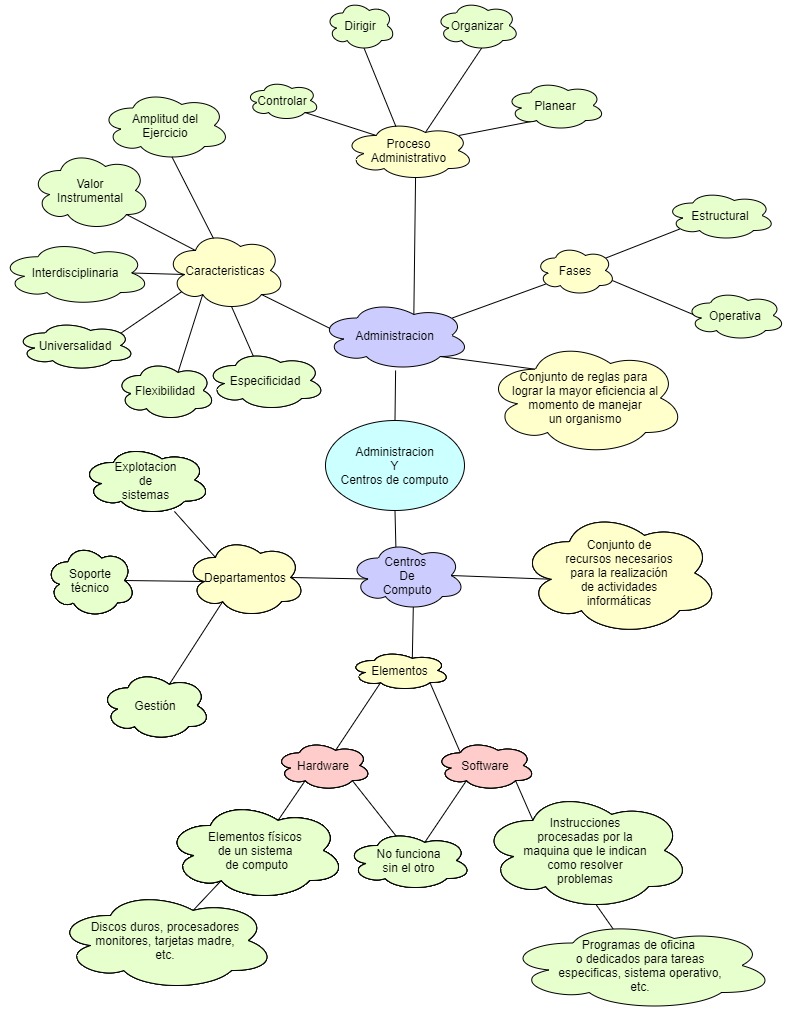 Dirigir
Organizar
Controlar
Planear
Proceso
Administrativo
Amplitud del
Ejercicio
Valor
Instrumental
Interdisciplinaria
Caracteristicas
Universalidad
Flexibilidad
Especificidad
Estructural
Fases
Operativa
Administracion
Conjunto de reglas para
lograr la mayor eficiencia al
momento de manejar
un organismo
Administracion
Y
Centros de computo
Explotacion
de
sistemas
Soporte
técnico
Departamentos
Gestión
Centros
De
Computo
Conjunto de
recursos necesarios
para la realización
de actividades
informáticas
Elementos
Hardware
Software
Elementos físicos
de un sistema
de computo
No funciona
sin el otro
Instrucciones
procesadas por la
maquina que le indican
como resolver
problemas
Discos duros, procesadores
monitores, tarjetas madre,
etc.
Programas de oficina
o dedicados para tareas
especificas, sistema operativo,
etc.